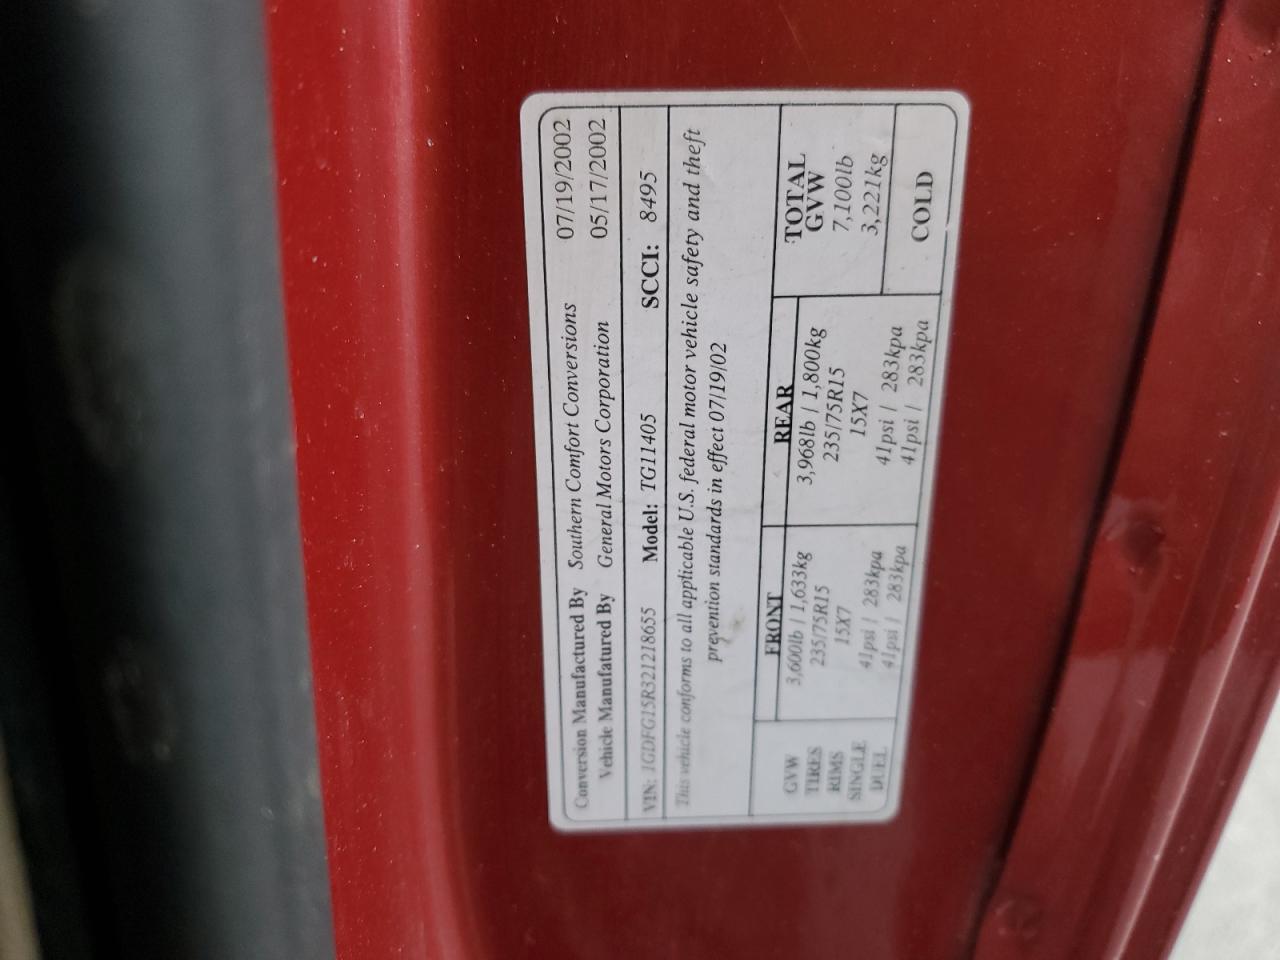 Conversion Manufactured By Southern Comfort Conversions 07/19/2002
Vehicle Manufatured By General Motors Corporation 05/17/2002
VIN: 1GDFG15R321218655 Model: TG11405 SCCI: 8495
This vehicle conforms to all applicable U.S. federal motor vehicle safety and theft
prevention standards in effect 07/19/02
FRONT REAR TOTAL GVW
GVW 3,600lb | 1,633kg 3,968lb | 1,800kg 7,100lb
TIRES 235/75R15 235/75R15 3,221kg
RIMS 15X7 15X7
SINGLE 41psi | 283kpa 41psi | 283kpa COLD
DUEL 41psi | 283kpa 41psi | 283kpa